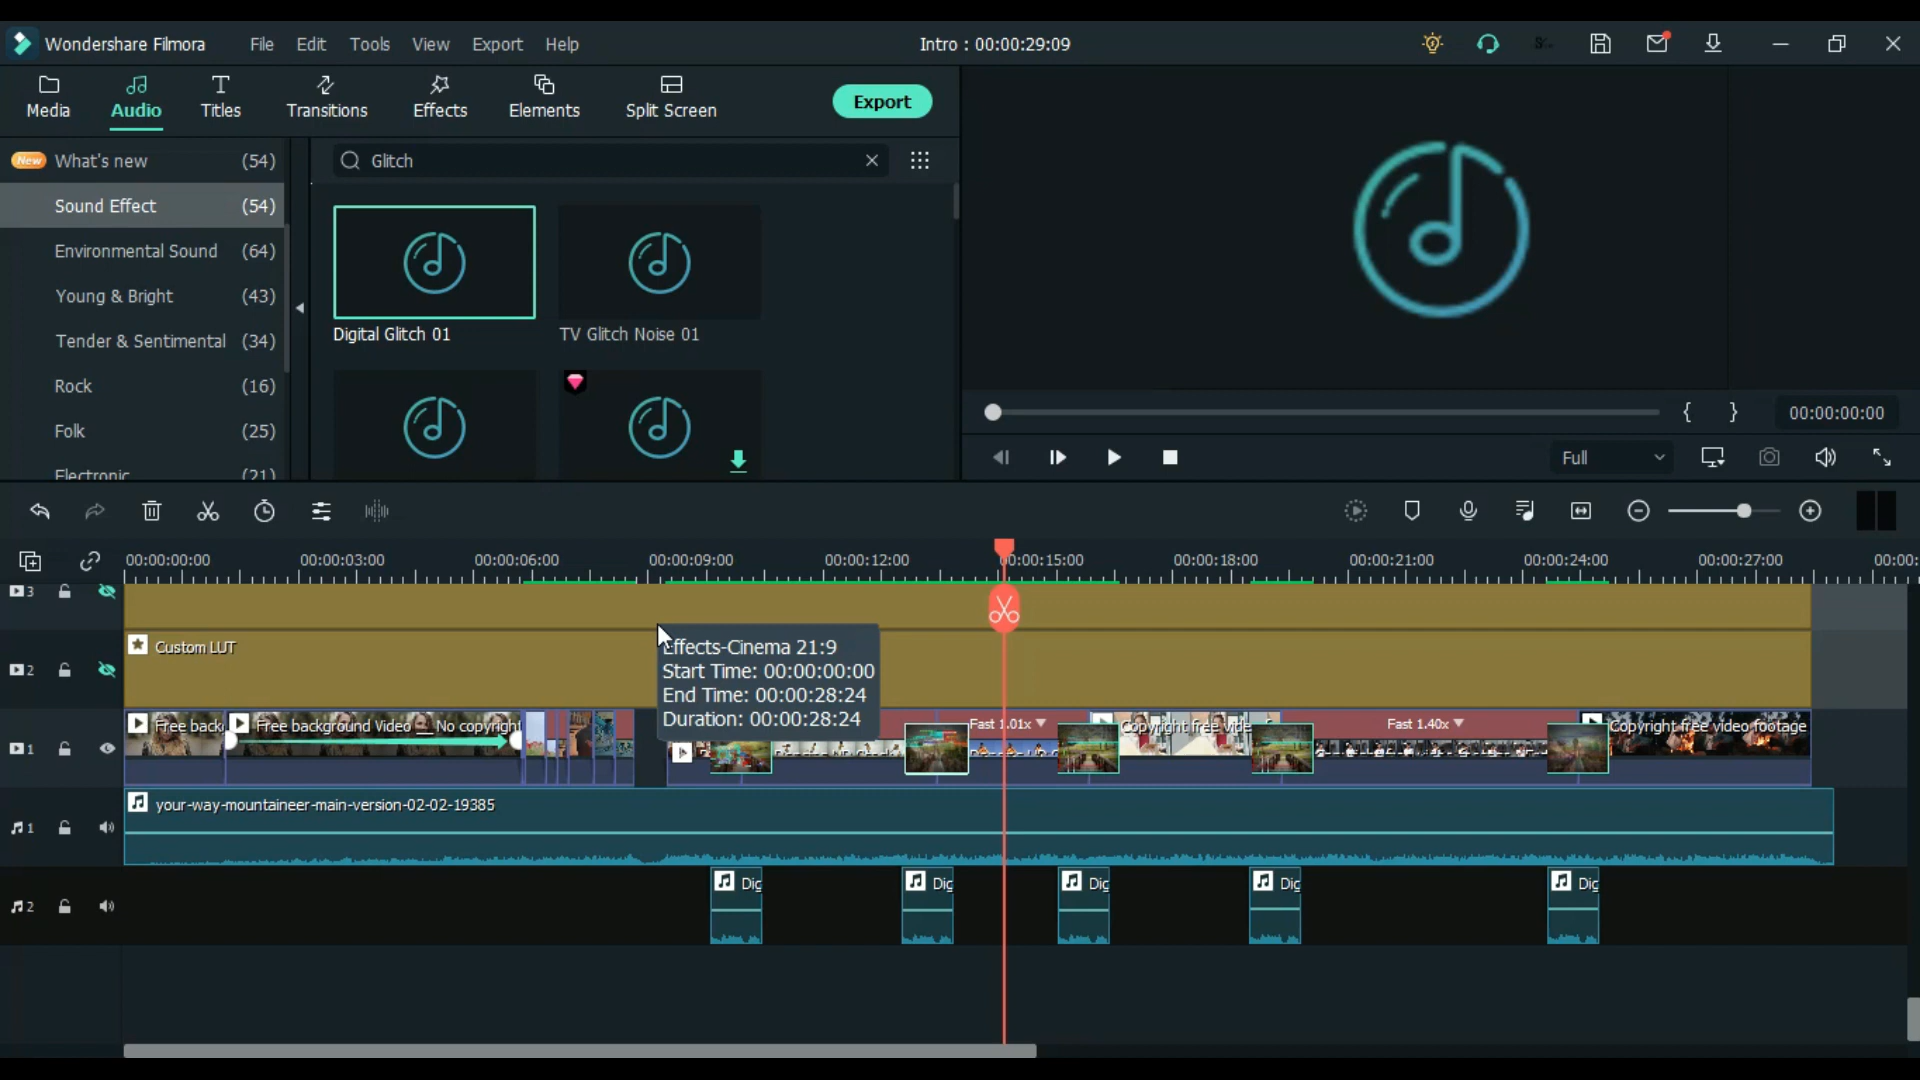 Wondershare Filmora File Edit Tools View Export Help Intro : 00:00:29:09
Media Audio Titles Transitions Effects Elements Split Screen Export
New What's new (54)
Sound Effect (54)
Environmental Sound (64)
Young & Bright (43)
Tender & Sentimental (34)
Rock (16)
Folk (25)
Electronic (21)
Glitch
Digital Glitch 01
TV Glitch Noise 01
{ } 00:00:00:00
Full
00:00:00:00 00:00:03:00 00:00:06:00 00:00:09:00 00:00:12:00 00:00:15:00 00:00:18:00 00:00:21:00 00:00:24:00 00:00:27:00 00:00:
3
2
Custom LUT
Effects-Cinema 21:9
Start Time: 00:00:00:00
End Time: 00:00:28:24
Duration: 00:00:28:24
1
Free back
Free background Video _ No copyright
Fast 1.01x
Copyright free vide
Fast 1.40x
Copyright free video footage
1
your-way-mountaineer-main-version-02-02-19385
2
Dig Dig Dig Dig Dig